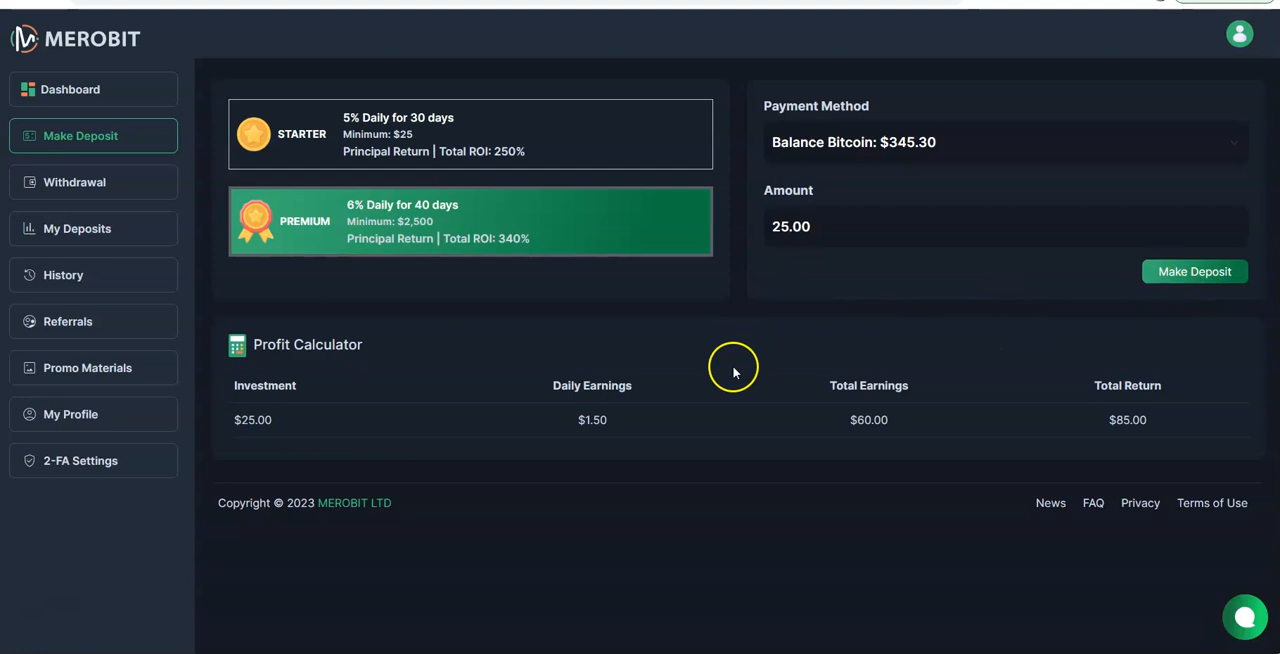 MEROBIT
Dashboard
Make Deposit
Withdrawal
My Deposits
History
Referrals
Promo Materials
My Profile
2-FA Settings
STARTER
5% Daily for 30 days
Minimum: $25
Principal Return | Total ROI: 250%
PREMIUM
6% Daily for 40 days
Minimum: $2,500
Principal Return | Total ROI: 340%
Payment Method
Balance Bitcoin: $345.30
Amount
25.00
Make Deposit
Profit Calculator
Investment Daily Earnings Total Earnings Total Return
$25.00 $1.50 $60.00 $85.00
Copyright © 2023 MEROBIT LTD
News FAQ Privacy Terms of Use